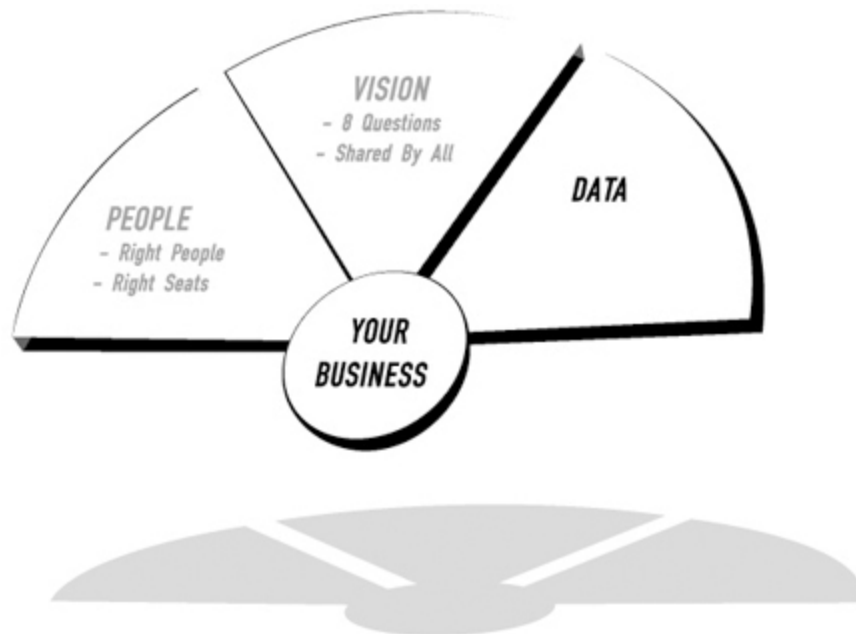 VISION
- 8 Questions
- Shared By All
DATA
PEOPLE
- Right People
- Right Seats
YOUR
BUSINESS